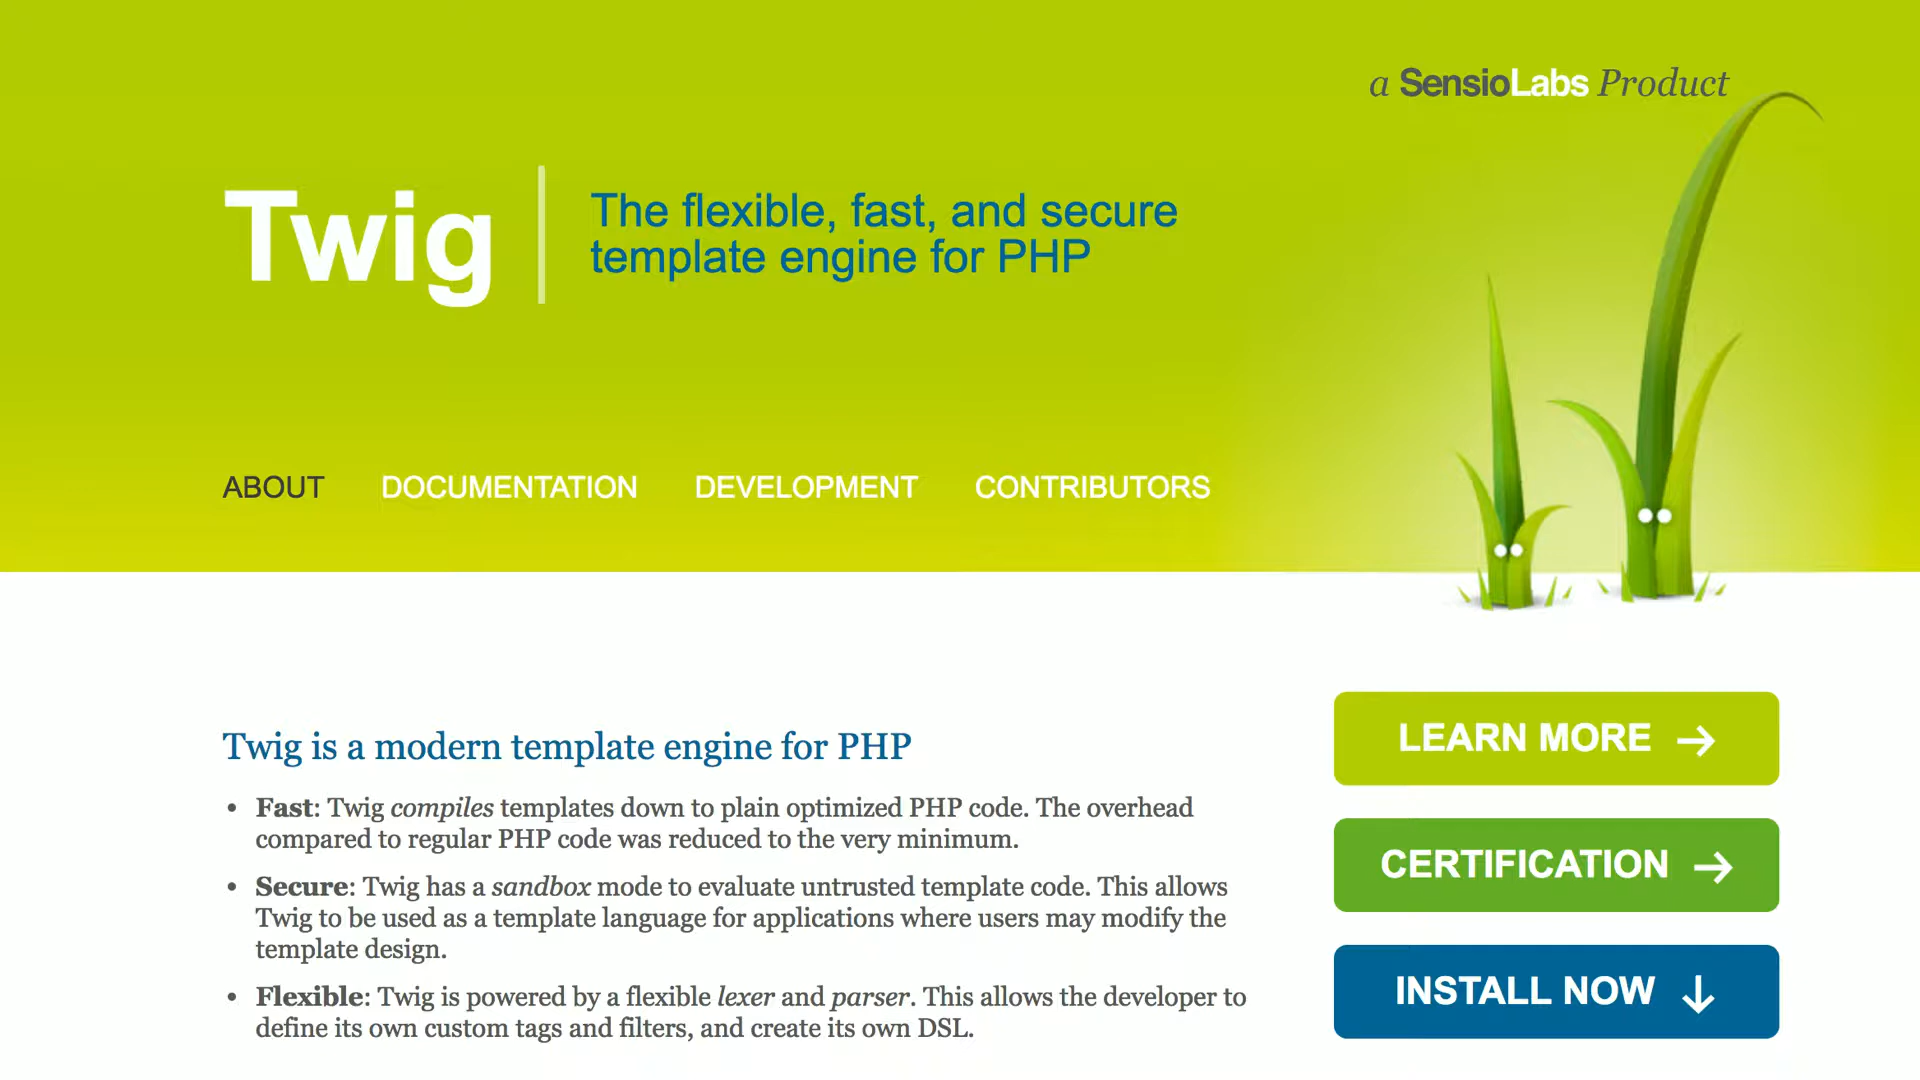 a SensioLabs Product
Twig
The flexible, fast, and secure
template engine for PHP
ABOUT DOCUMENTATION DEVELOPMENT CONTRIBUTORS
Twig is a modern template engine for PHP
• Fast: Twig compiles templates down to plain optimized PHP code. The overhead
compared to regular PHP code was reduced to the very minimum.
• Secure: Twig has a sandbox mode to evaluate untrusted template code. This allows
Twig to be used as a template language for applications where users may modify the
template design.
• Flexible: Twig is powered by a flexible lexer and parser. This allows the developer to
define its own custom tags and filters, and create its own DSL.
LEARN MORE →
CERTIFICATION →
INSTALL NOW ↓